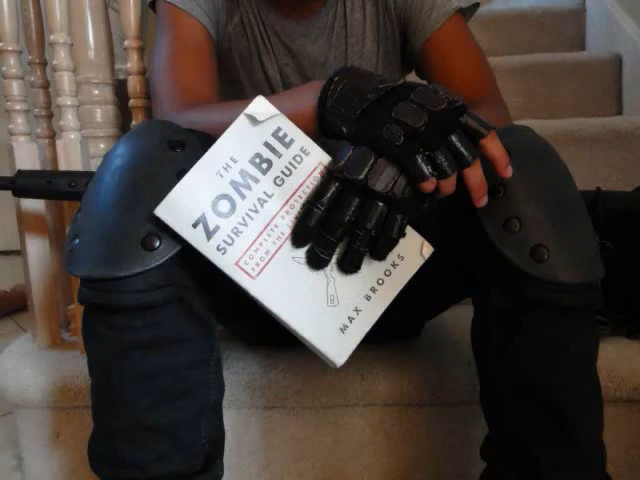 THE
ZOMBIE
SURVIVAL GUIDE
COMPLETE PROTECTION
FROM THE
MAX BROOKS